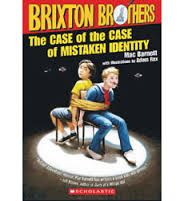 BRIXTON BROTHERS
THE CASE OF THE CASE
OF MISTAKEN IDENTITY
Mac Barnett
with illustrations by Adam Rex
SCHOLASTIC